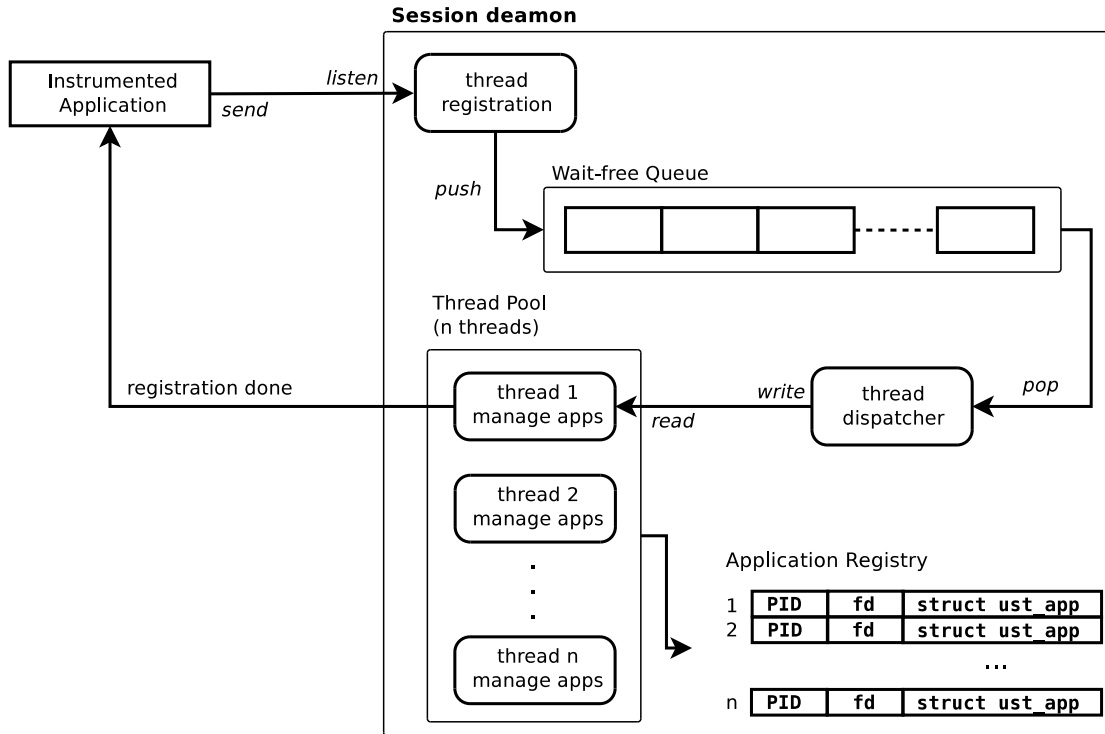 Session deamon
Instrumented
Application
send
listen
thread
registration
push
Wait-free Queue
Thread Pool
(n threads)
registration done
thread 1
manage apps
read
write
thread
dispatcher
pop
thread 2
manage apps
.
.
.
thread n
manage apps
Application Registry
1 PID fd struct ust_app
2 PID fd struct ust_app
...
n PID fd struct ust_app